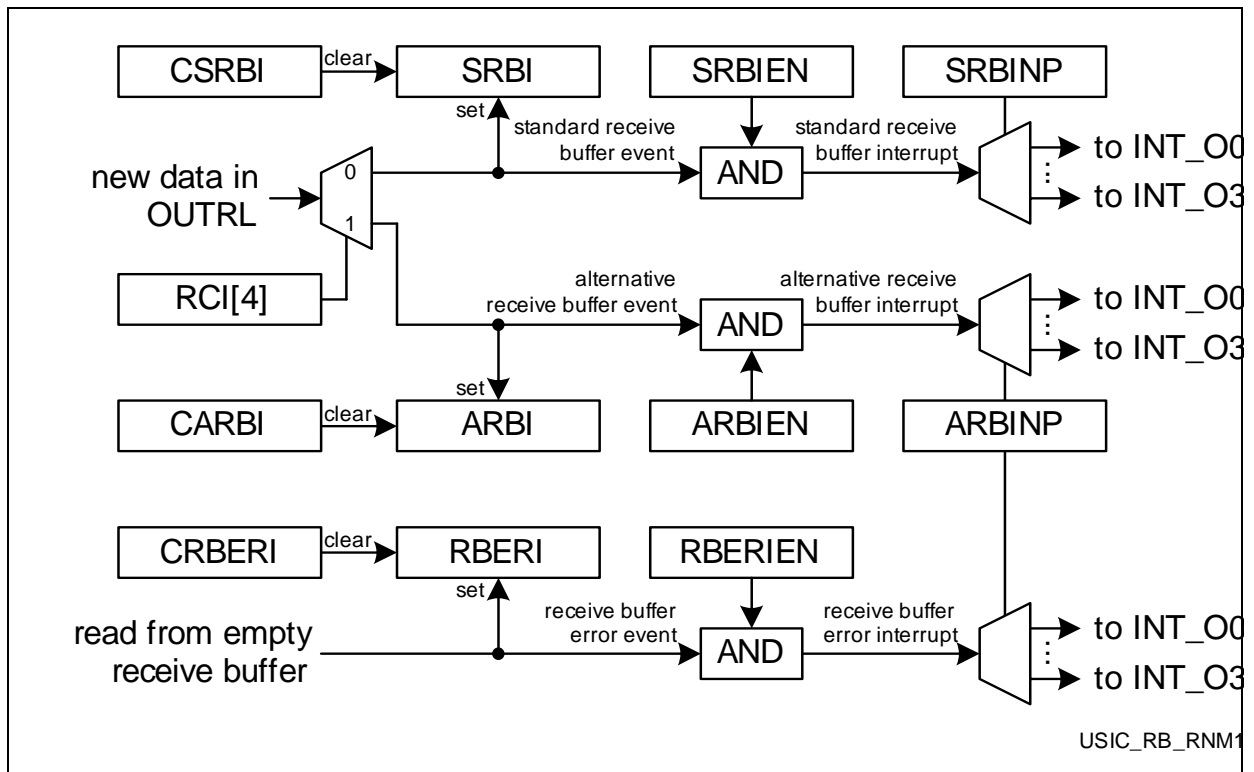 CSRBI
clear
SRBI
SRBIEN
SRBINP
set
standard receive
buffer event
AND
standard receive
buffer interrupt
to INT_O0
to INT_O3
new data in
OUTRL
0
1
RCI[4]
alternative
receive buffer event
AND
alternative receive
buffer interrupt
to INT_O0
to INT_O3
set
CARBI
clear
ARBI
ARBIEN
ARBINP
CRBERI
clear
RBERI
RBERIEN
set
read from empty
receive buffer
receive buffer
error event
AND
receive buffer
error interrupt
to INT_O0
to INT_O3
USIC_RB_RNM1